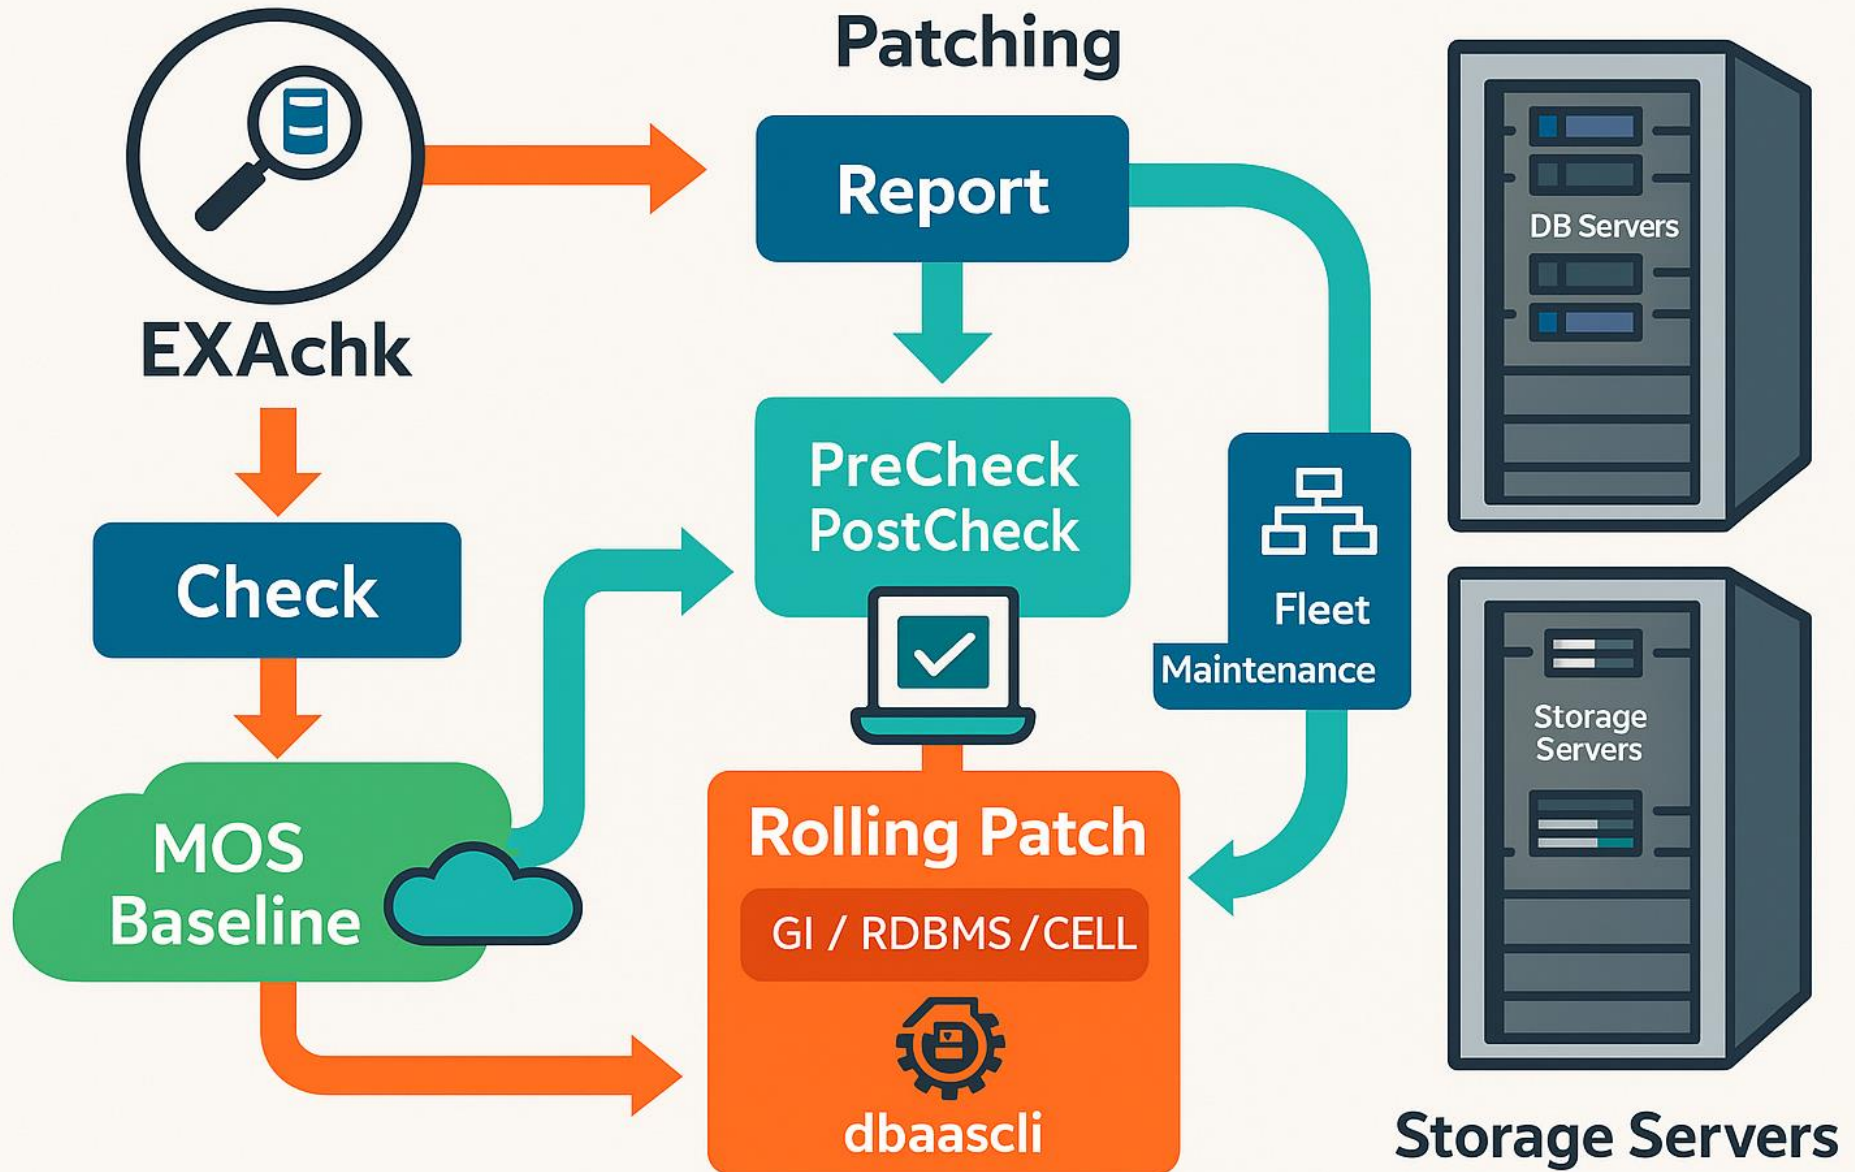 Patching
EXAchk
Report
Check
PreCheck
PostCheck
MOS
Baseline
Fleet
Maintenance
Rolling Patch
GI / RDBMS / CELL
dbaascli
DB Servers
Storage
Servers
Storage Servers